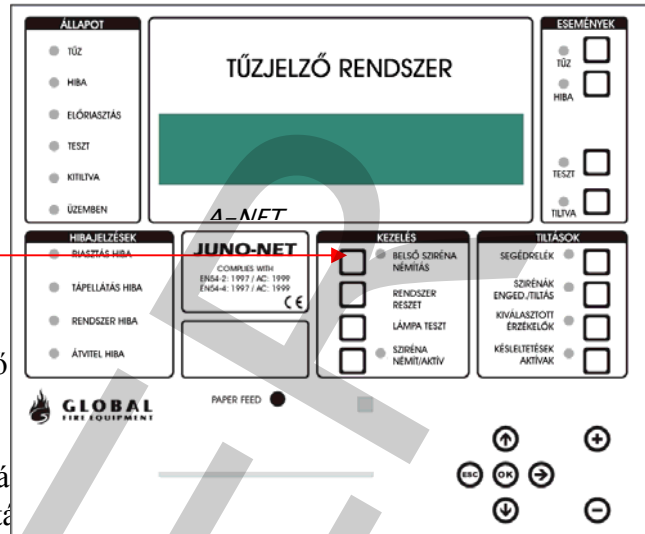 ÁLLAPOT
TŰZ
HIBA
ELŐRIASZTÁS
TESZT
KITILTVA
ÜZEMBEN
TŰZJELZŐ RENDSZER
A-NET
ESEMÉNYEK
TŰZ
HIBA
TESZT
TILTVA
HIBAJELZÉSEK
RIASZTÁS HIBA
TÁPELLÁTÁS HIBA
RENDSZER HIBA
ÁTVITEL HIBA
JUNO-NET
COMPLIES WITH
EN54-2: 1997 / AC: 1999
EN54-4: 1997 / AC: 1999
CE
KEZELÉS
BELSŐ SZIRÉNA
NÉMÍTÁS
RENDSZER
RESZET
LÁMPA TESZT
SZIRÉNA
NÉMÍT/AKTÍV
TILTÁSOK
SEGÉDRELÉK
SZIRÉNÁK
ENGED./TILTÁS
KIVÁLASZTOTT
ÉRZÉKELŐK
KÉSLELTETÉSEK
AKTÍVAK
GLOBAL
FIRE EQUIPMENT
PAPER FEED
ESC OK